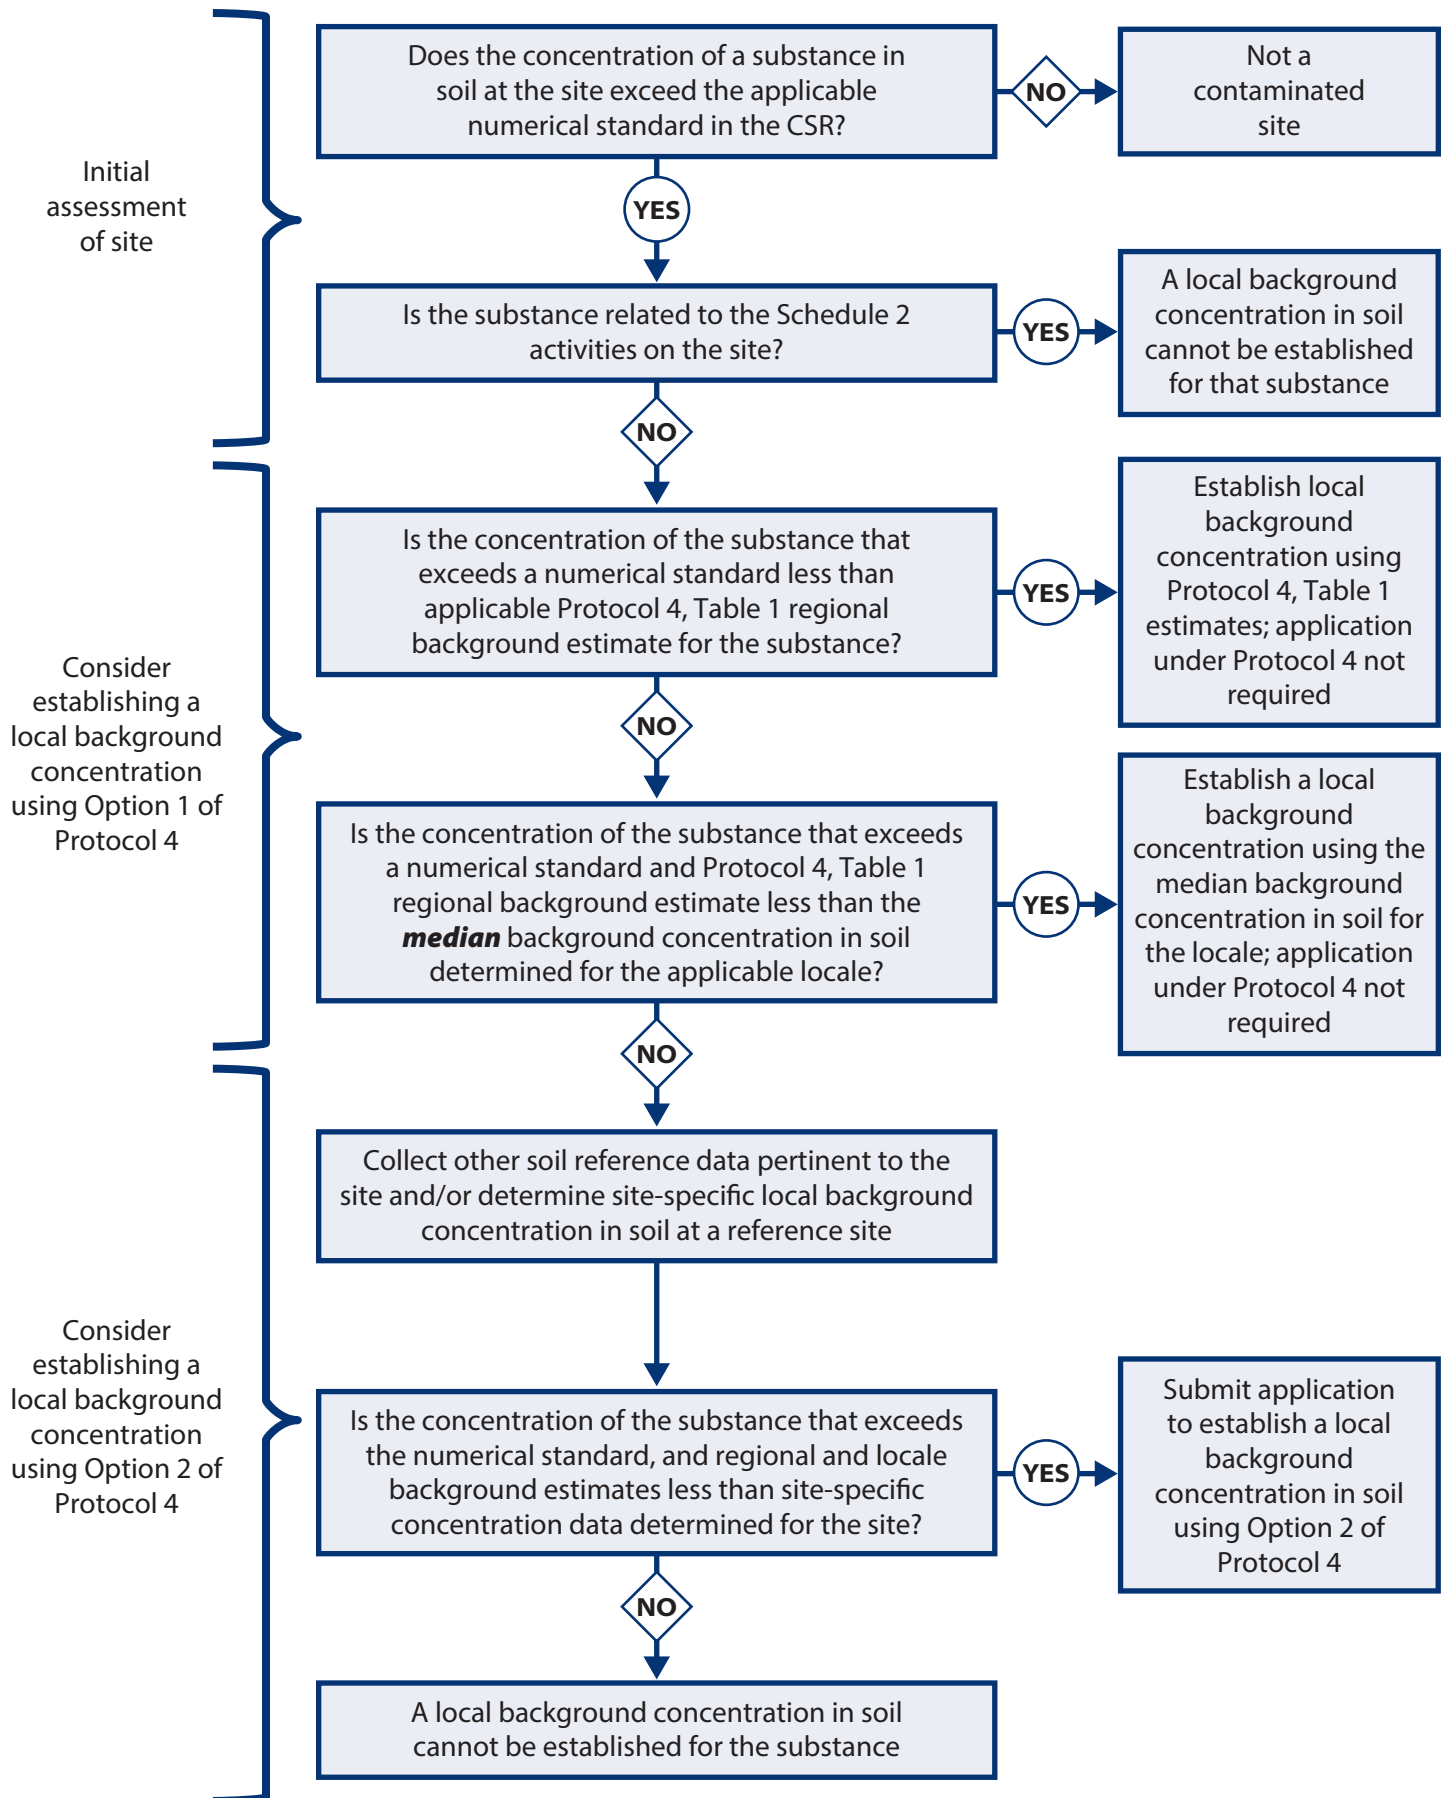 Initial
assessment
of site
Does the concentration of a substance in
soil at the site exceed the applicable
numerical standard in the CSR?
NO
Not a
contaminated
site
YES
Is the substance related to the Schedule 2
activities on the site?
YES
A local background
concentration in soil
cannot be established
for that substance
NO
Consider
establishing a
local background
concentration
using Option 1 of
Protocol 4
Is the concentration of the substance that
exceeds a numerical standard less than
applicable Protocol 4, Table 1 regional
background estimate for the substance?
YES
Establish local
background
concentration using
Protocol 4, Table 1
estimates; application
under Protocol 4 not
required
NO
Is the concentration of the substance that exceeds
a numerical standard and Protocol 4, Table 1
regional background estimate less than the
median background concentration in soil
determined for the applicable locale?
YES
Establish a local
background
concentration using the
median background
concentration in soil for
the locale; application
under Protocol 4 not
required
NO
Consider
establishing a
local background
concentration
using Option 2 of
Protocol 4
Collect other soil reference data pertinent to the
site and/or determine site-specific local background
concentration in soil at a reference site
Is the concentration of the substance that exceeds
the numerical standard, and regional and locale
background estimates less than site-specific
concentration data determined for the site?
YES
Submit application
to establish a local
background
concentration in soil
using Option 2 of
Protocol 4
NO
A local background concentration in soil
cannot be established for the substance